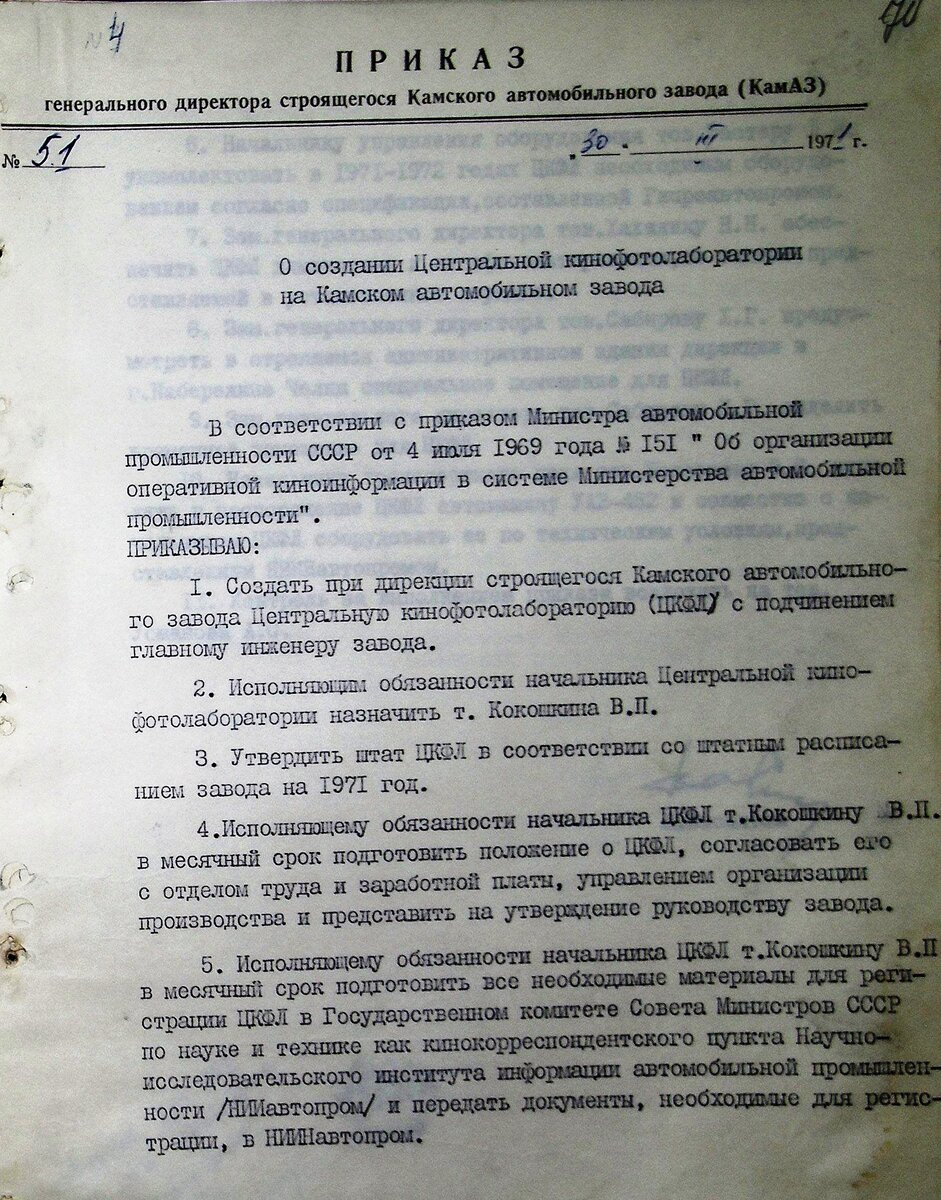 4
70
ПРИКАЗ
генерального директора строящегося Камского автомобильного завода (КамАЗ)
№ 51 30. III 1971 г.
О создании Центральной кинофотолаборатории
на Камском автомобильном завода
В соответствии с приказом Министра автомобильной
промышленности СССР от 4 июля 1969 года № 151 " Об организации
оперативной киноинформации в системе Министерства автомобильной
промышленности".
ПРИКАЗЫВАЮ:
1. Создать при дирекции строящегося Камского автомобильно-
го завода Центральную кинофотолабораторию (ЦКФЛ) с подчинением
главному инженеру завода.
2. Исполняющим обязанности начальника Центральной кино-
фотолаборатории назначить т. Кокошкина В.П.
3. Утвердить штат ЦКФЛ в соответствии со штатным расписа-
нием завода на 1971 год.
4.Исполняющему обязанности начальника ЦКФЛ т.Кокошкину В.П.
в месячный срок подготовить положение о ЦКФЛ, согласовать его
с отделом труда и заработной платы, управлением организации
производства и представить на утверждение руководству завода.
5. Исполняющему обязанности начальника ЦКФЛ т.Кокошкину В.П
в месячный срок подготовить все необходимые материалы для реги-
страции ЦКФЛ в Государственном комитете Совета Министров СССР
по науке и технике как кинокорреспондентского пункта Научно-
исследовательского института информации автомобильной промышлен-
ности /НИИавтопром/ и передать документы, необходимые для регис-
трации, в НИИНавтопром.